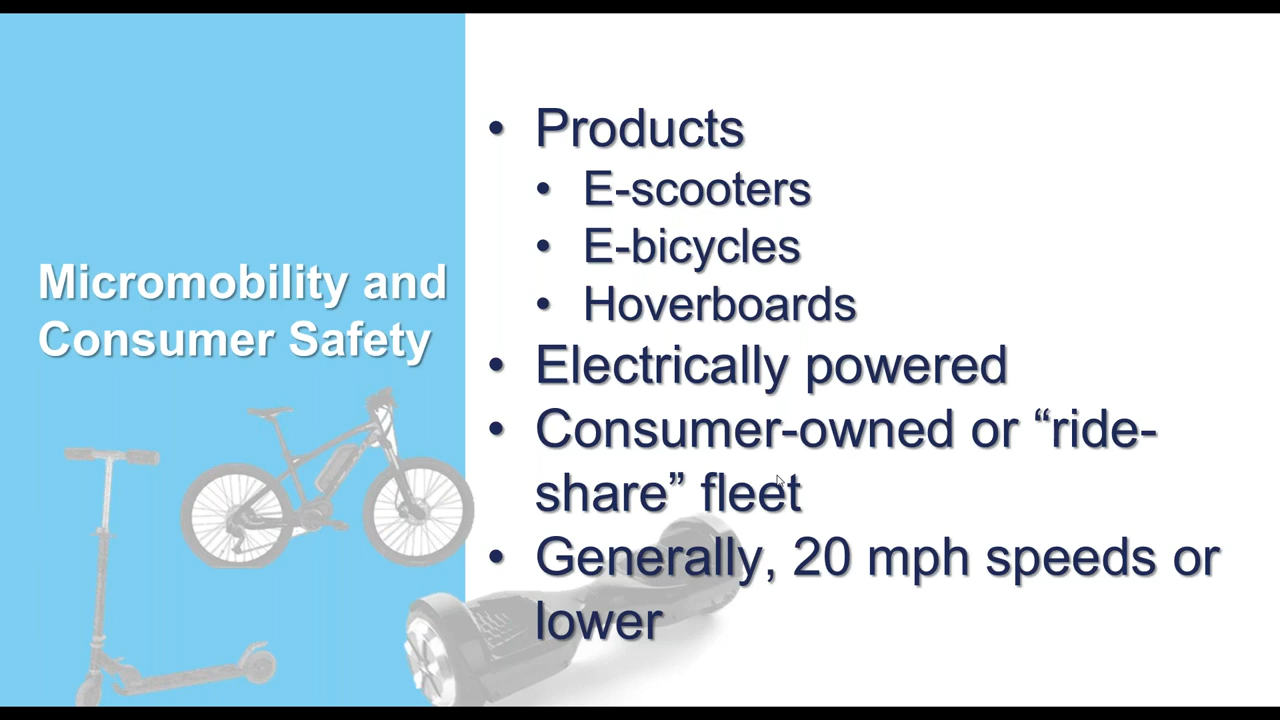 Micromobility and
Consumer Safety
• Products
• E-scooters
• E-bicycles
• Hoverboards
• Electrically powered
• Consumer-owned or “ride-
share” fleet
• Generally, 20 mph speeds or
lower